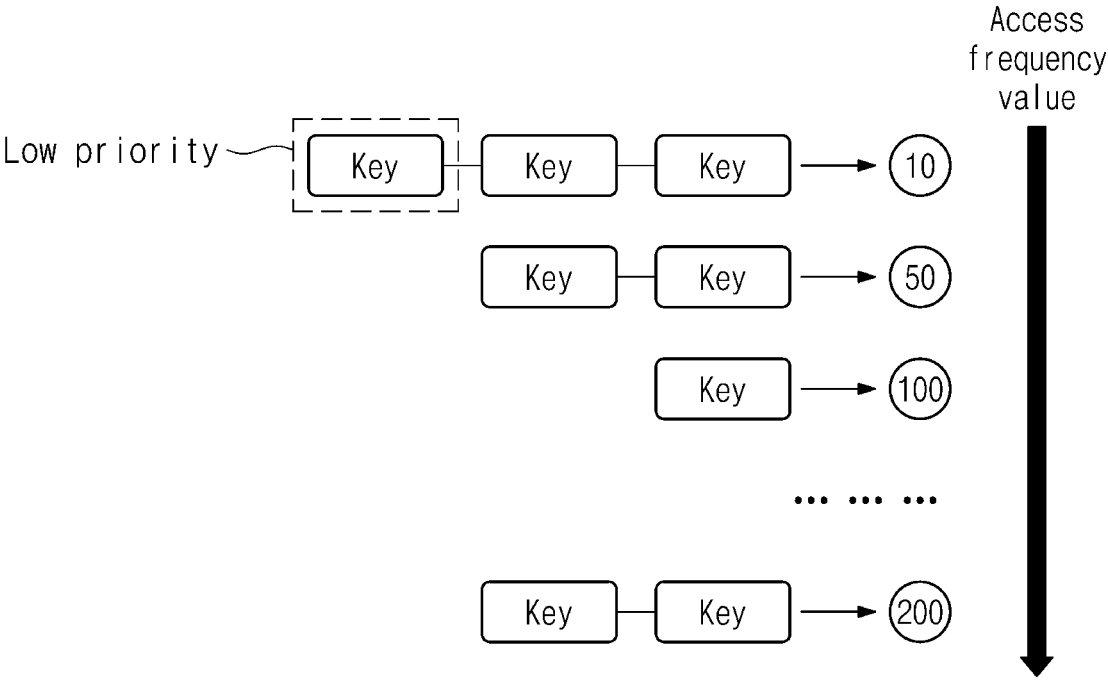 Access
frequency
value
Low priority
Key Key Key 10
Key Key 50
Key 100
... ... ...
Key Key 200